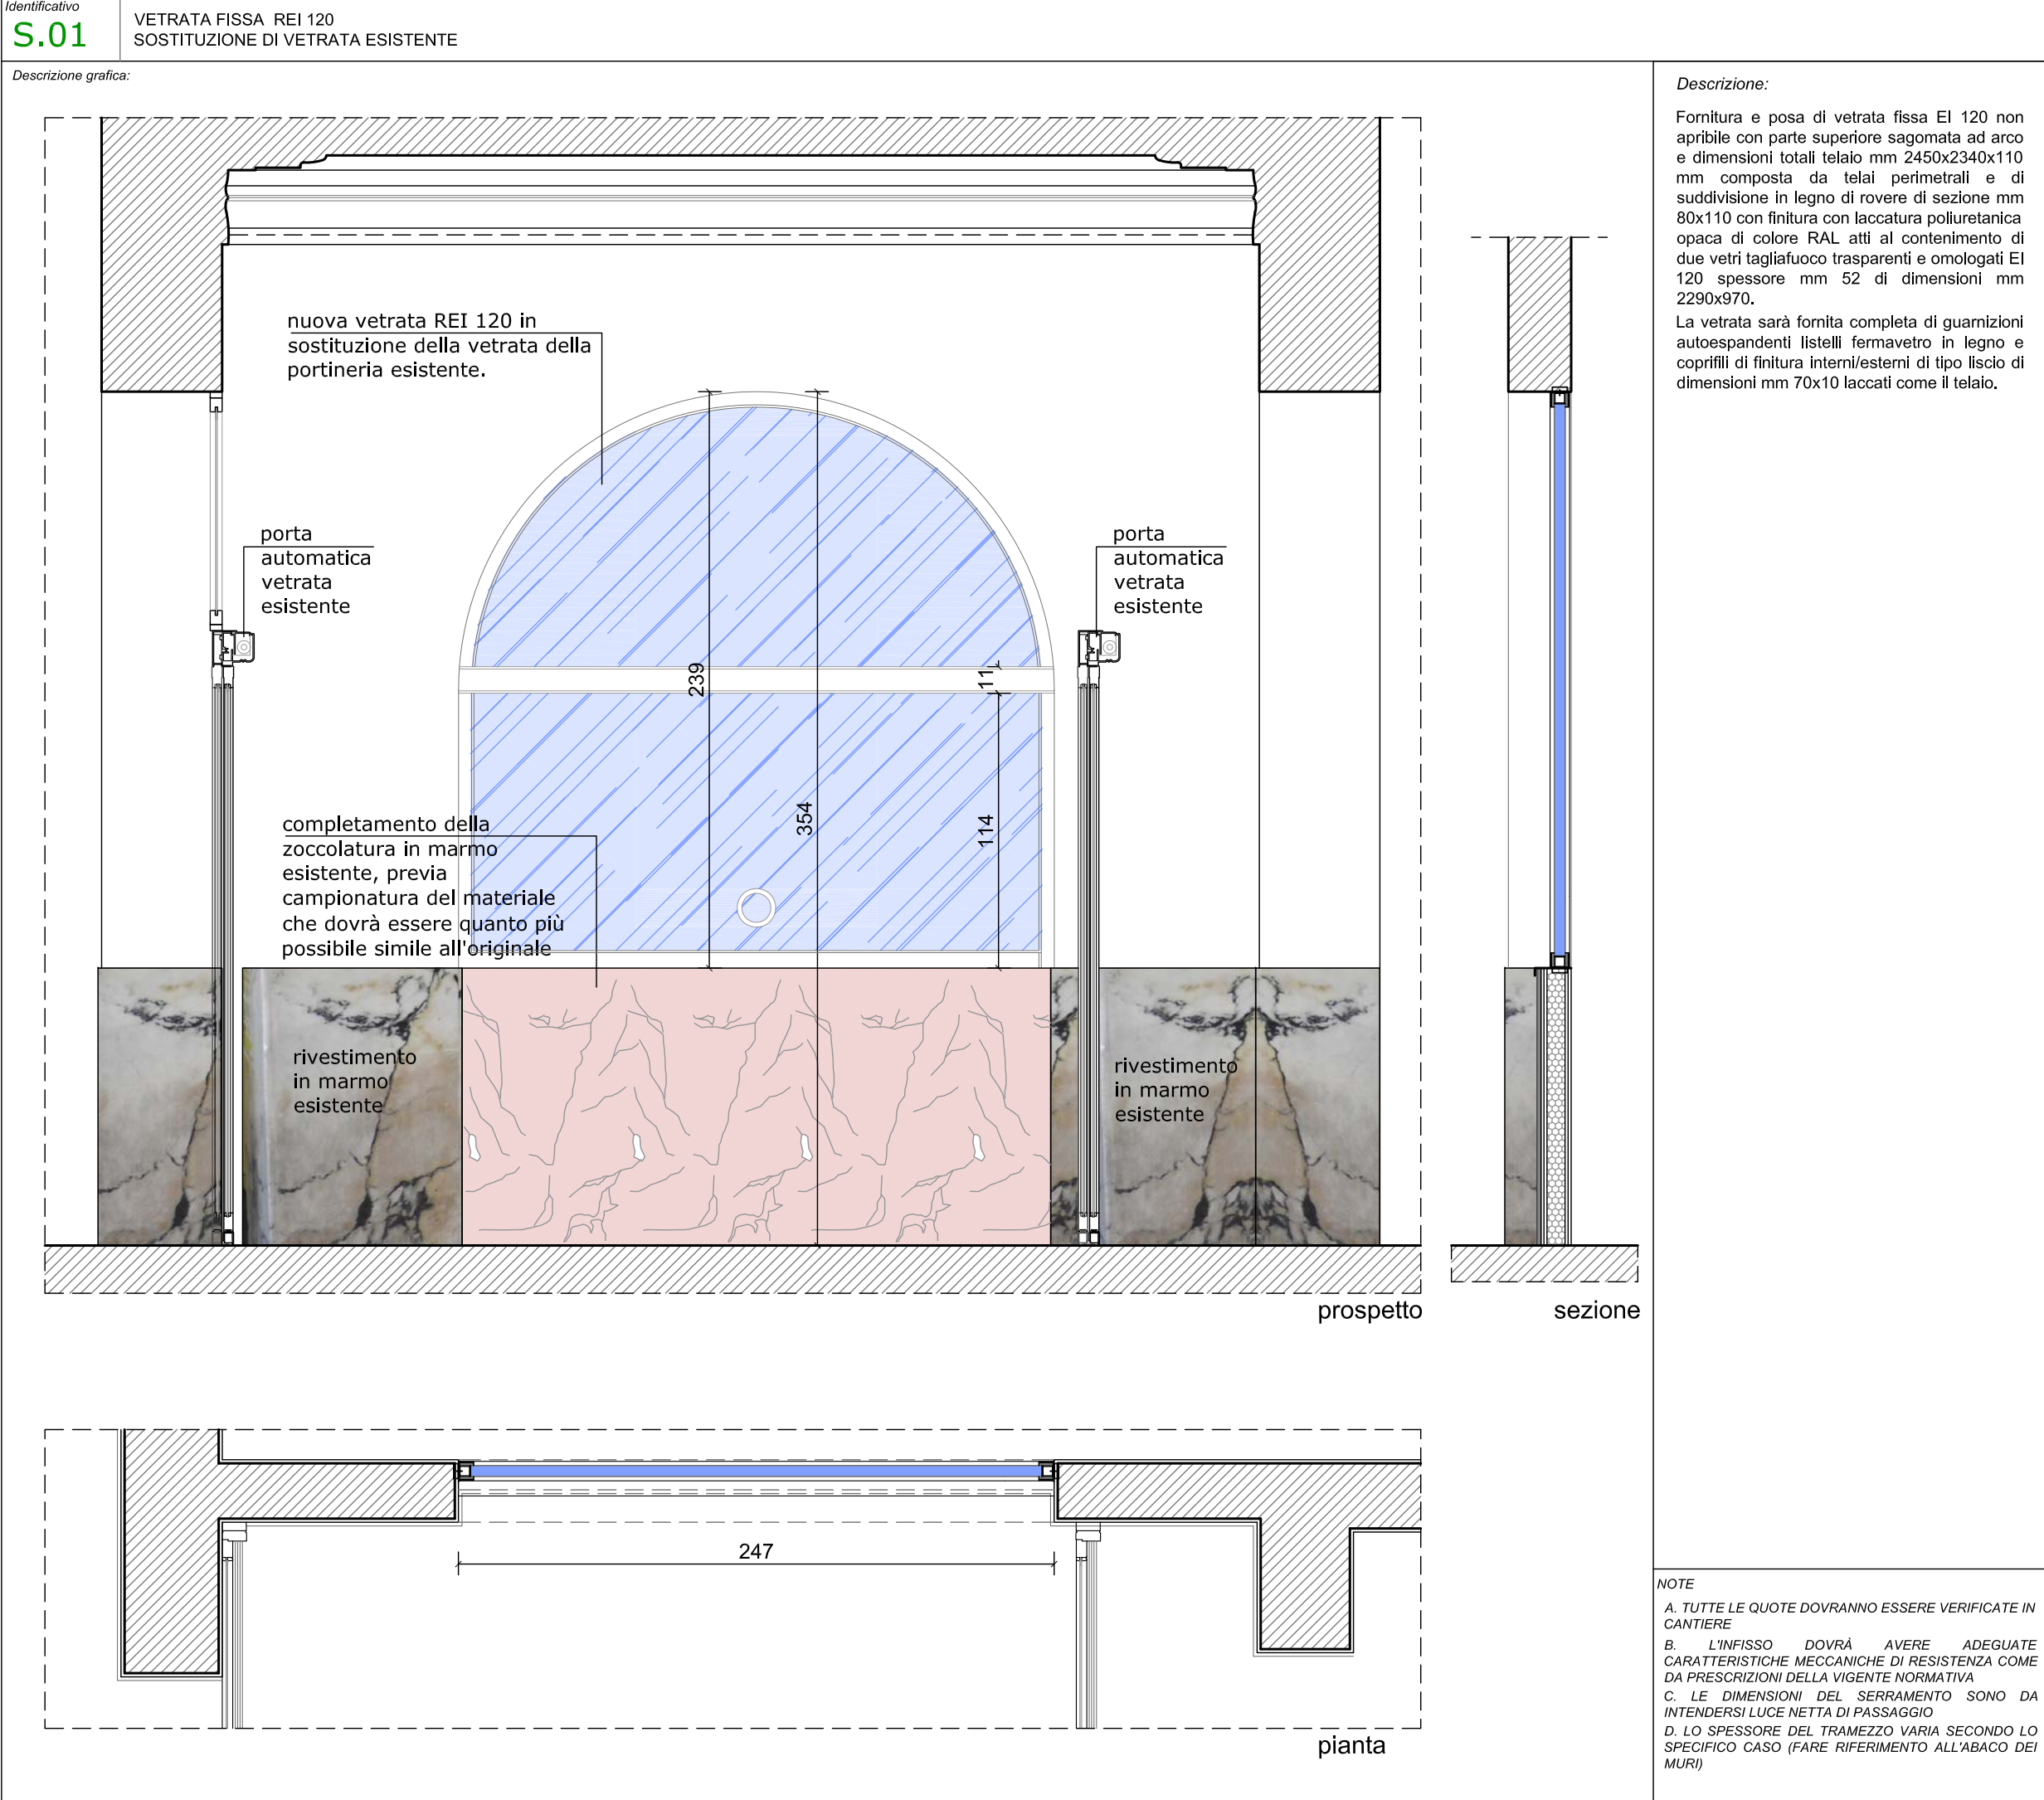 Identificativo
S.01
VETRATA FISSA REI 120
SOSTITUZIONE DI VETRATA ESISTENTE
Descrizione grafica:
nuova vetrata REI 120 in
sostituzione della vetrata della
portineria esistente.
porta
automatica
vetrata
esistente
porta
automatica
vetrata
esistente
239
354
11
114
completamento della
zoccolatura in marmo
esistente, previa
campionatura del materiale
che dovrà essere quanto più
possibile simile all'originale
rivestimento
in marmo
esistente
rivestimento
in marmo
esistente
prospetto
sezione
247
pianta
Descrizione:
Fornitura e posa di vetrata fissa EI 120 non
apribile con parte superiore sagomata ad arco
e dimensioni totali telaio mm 2450x2340x110
mm composta da telai perimetrali e di
suddivisione in legno di rovere di sezione mm
80x110 con finitura con laccatura poliuretanica
opaca di colore RAL atti al contenimento di
due vetri tagliafuoco trasparenti e omologati EI
120 spessore mm 52 di dimensioni mm
2290x970.
La vetrata sarà fornita completa di guarnizioni
autoespandenti listelli fermavetro in legno e
coprifili di finitura interni/esterni di tipo liscio di
dimensioni mm 70x10 laccati come il telaio.
NOTE
A. TUTTE LE QUOTE DOVRANNO ESSERE VERIFICATE IN
CANTIERE
B. L'INFISSO DOVRÀ AVERE ADEGUATE
CARATTERISTICHE MECCANICHE DI RESISTENZA COME
DA PRESCRIZIONI DELLA VIGENTE NORMATIVA
C. LE DIMENSIONI DEL SERRAMENTO SONO DA
INTENDERSI LUCE NETTA DI PASSAGGIO
D. LO SPESSORE DEL TRAMEZZO VARIA SECONDO LO
SPECIFICO CASO (FARE RIFERIMENTO ALL'ABACO DEI
MURI)